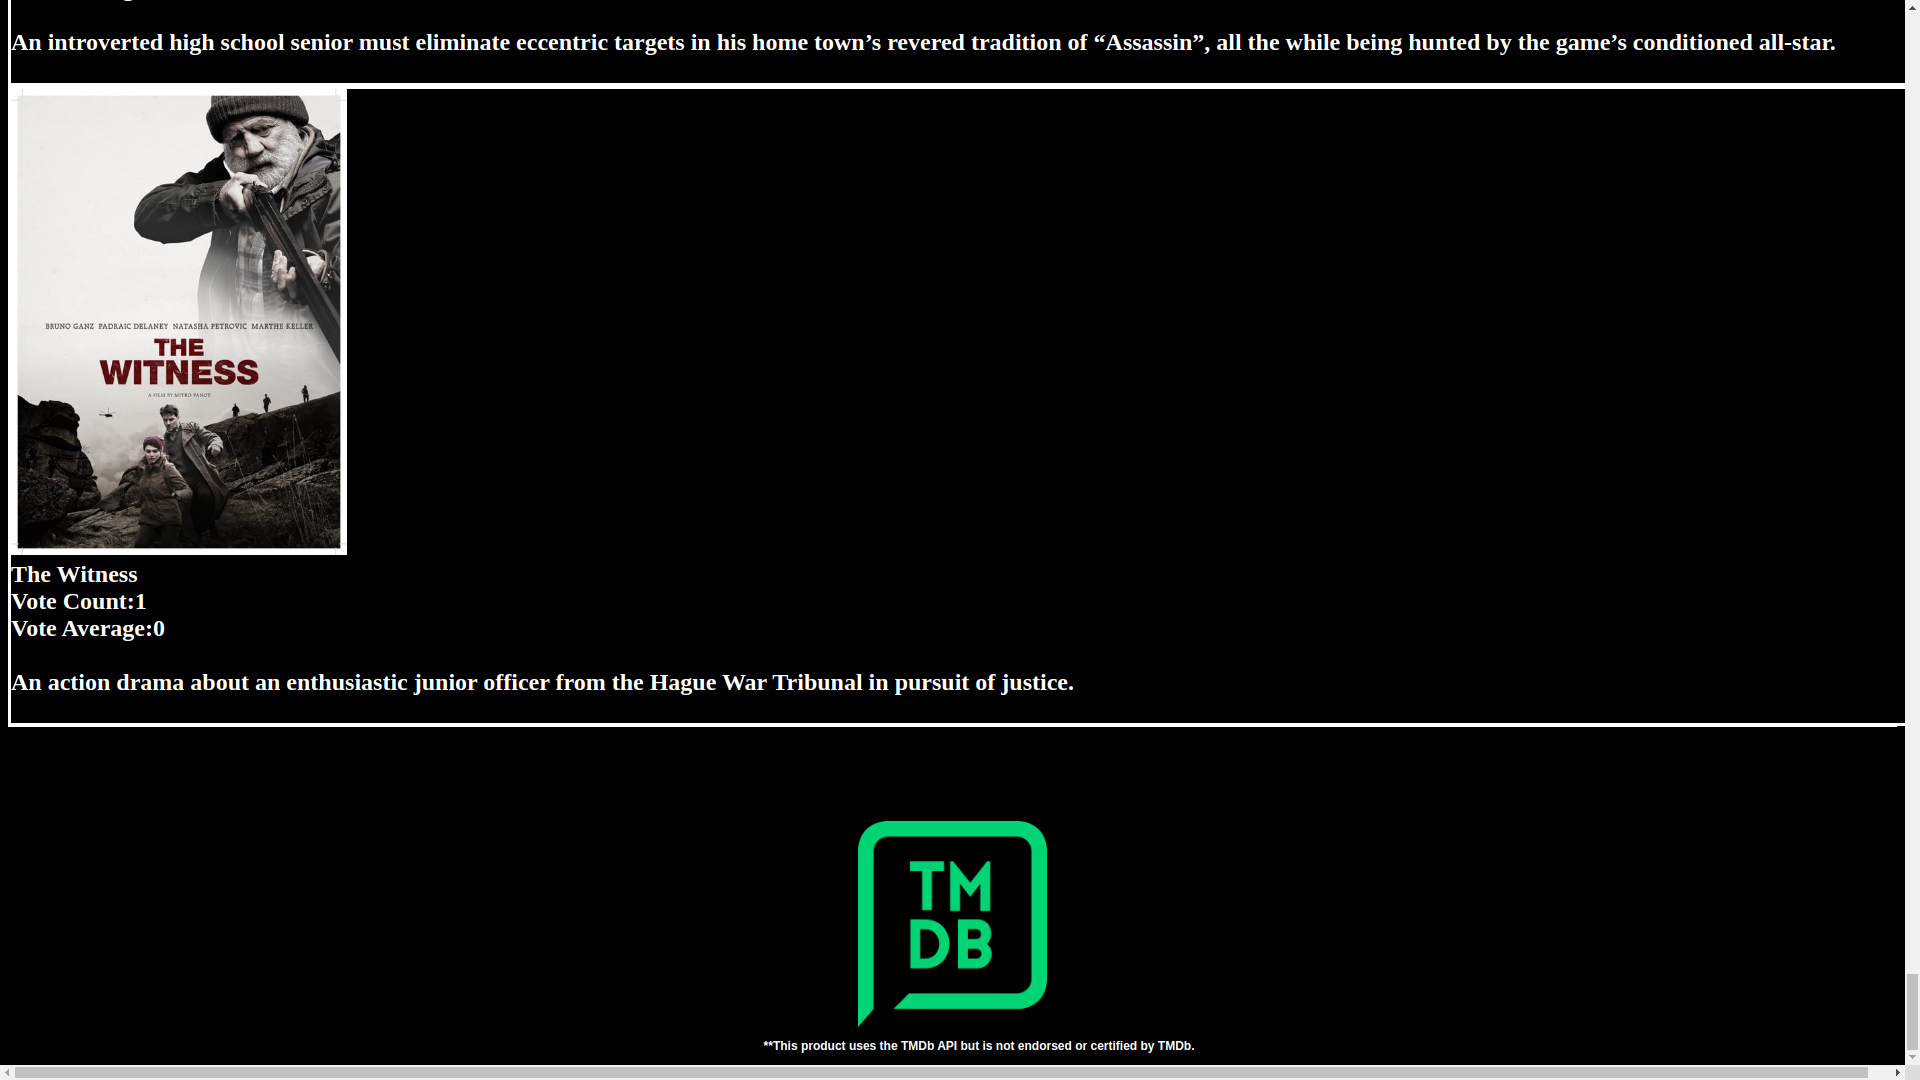 An introverted high school senior must eliminate eccentric targets in his home town’s revered tradition of “Assassin”, all the while being hunted by the game’s conditioned all-star.
BRUNO GANZ PADRAIC DELANEY NATASHA PETROVIC MARTHE KELLER
THE
WITNESS
A FILM BY MITKO PANOV
The Witness
Vote Count:1
Vote Average:0
An action drama about an enthusiastic junior officer from the Hague War Tribunal in pursuit of justice.
TM
DB
**This product uses the TMDb API but is not endorsed or certified by TMDb.